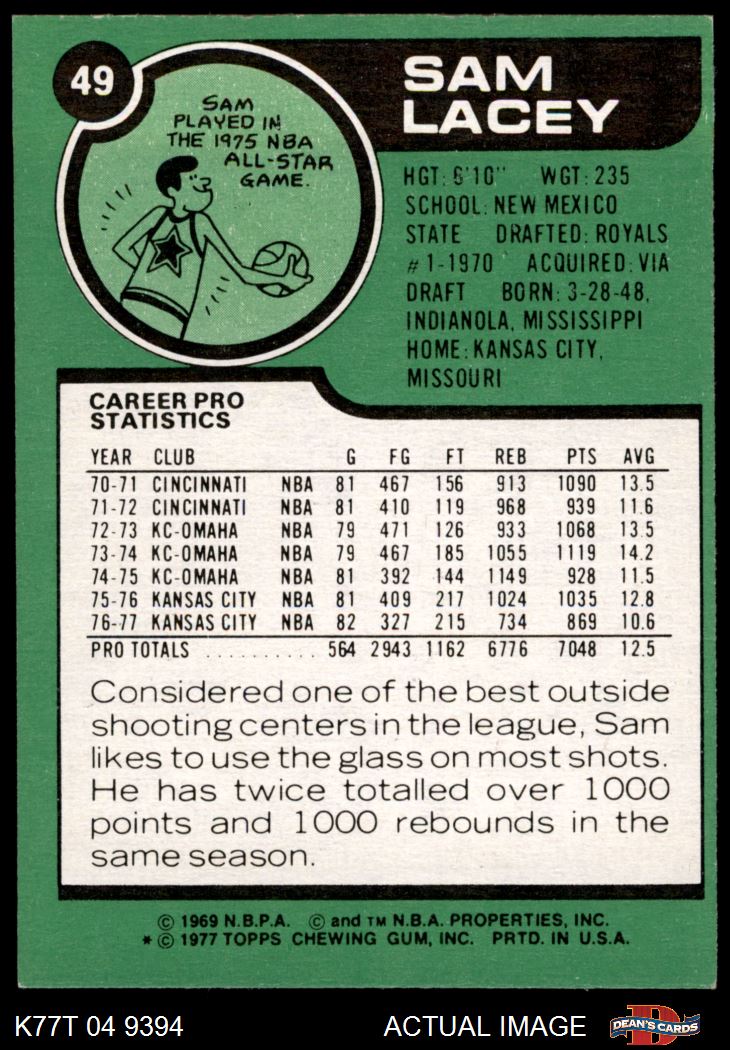 49
SAM
PLAYED IN
THE 1975 NBA
ALL-STAR
GAME.
SAM
LACEY
HGT: 6'10" WGT: 235
SCHOOL: NEW MEXICO
STATE DRAFTED: ROYALS
#1-1970 ACQUIRED: VIA
DRAFT BORN: 3-28-48,
INDIANOLA, MISSISSIPPI
HOME: KANSAS CITY,
MISSOURI
CAREER PRO
STATISTICS
YEAR CLUB G FG FT REB PTS AVG
70-71 CINCINNATI NBA 81 467 156 913 1090 13.5
71-72 CINCINNATI NBA 81 410 119 968 939 11.6
72-73 KC-OMAHA NBA 79 471 126 933 1068 13.5
73-74 KC-OMAHA NBA 79 467 185 1055 1119 14.2
74-75 KC-OMAHA NBA 81 392 144 1149 928 11.5
75-76 KANSAS CITY NBA 81 409 217 1024 1035 12.8
76-77 KANSAS CITY NBA 82 327 215 734 869 10.6
PRO TOTALS .......... 564 2943 1162 6776 7048 12.5
Considered one of the best outside
shooting centers in the league, Sam
likes to use the glass on most shots.
He has twice totalled over 1000
points and 1000 rebounds in the
same season.
© 1969 N.B.P.A. © and TM N.B.A. PROPERTIES, INC.
* © 1977 TOPPS CHEWING GUM, INC. PRTD. IN U.S.A.
K77T 04 9394 ACTUAL IMAGE
D
DEAN'S CARDS